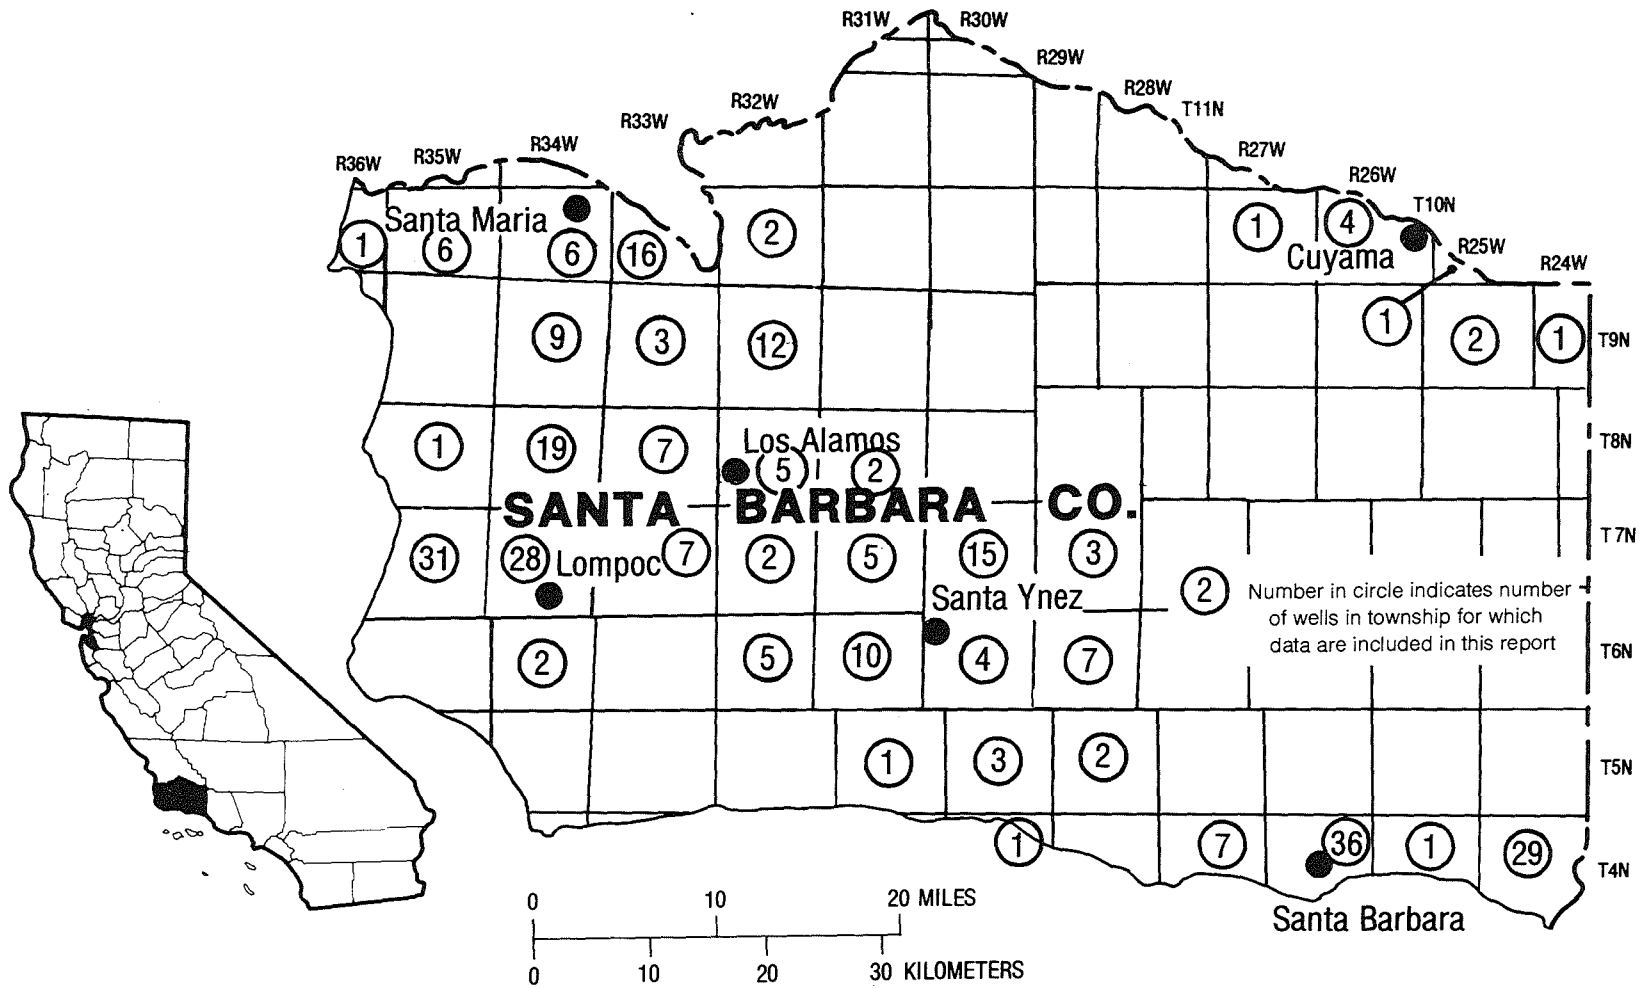 R31W
R30W
R29W
R28W
T11N
R32W
R33W
R27W
R34W
R35W
R36W
R26W
T10N
R25W
R24W
Santa Maria
1
6
6
16
2
1
4
Cuyama
9
3
12
1
2
1
T9N
1
19
7
Los Alamos
5
2
T8N
SANTA BARBARA CO.
31
28
Lompoc
7
2
5
15
3
T7N
Santa Ynez
2
Number in circle indicates number
of wells in township for which
data are included in this report
2
5
10
4
7
T6N
1
3
2
T5N
1
7
36
1
29
T4N
Santa Barbara
0 10 20 MILES
0 10 20 30 KILOMETERS